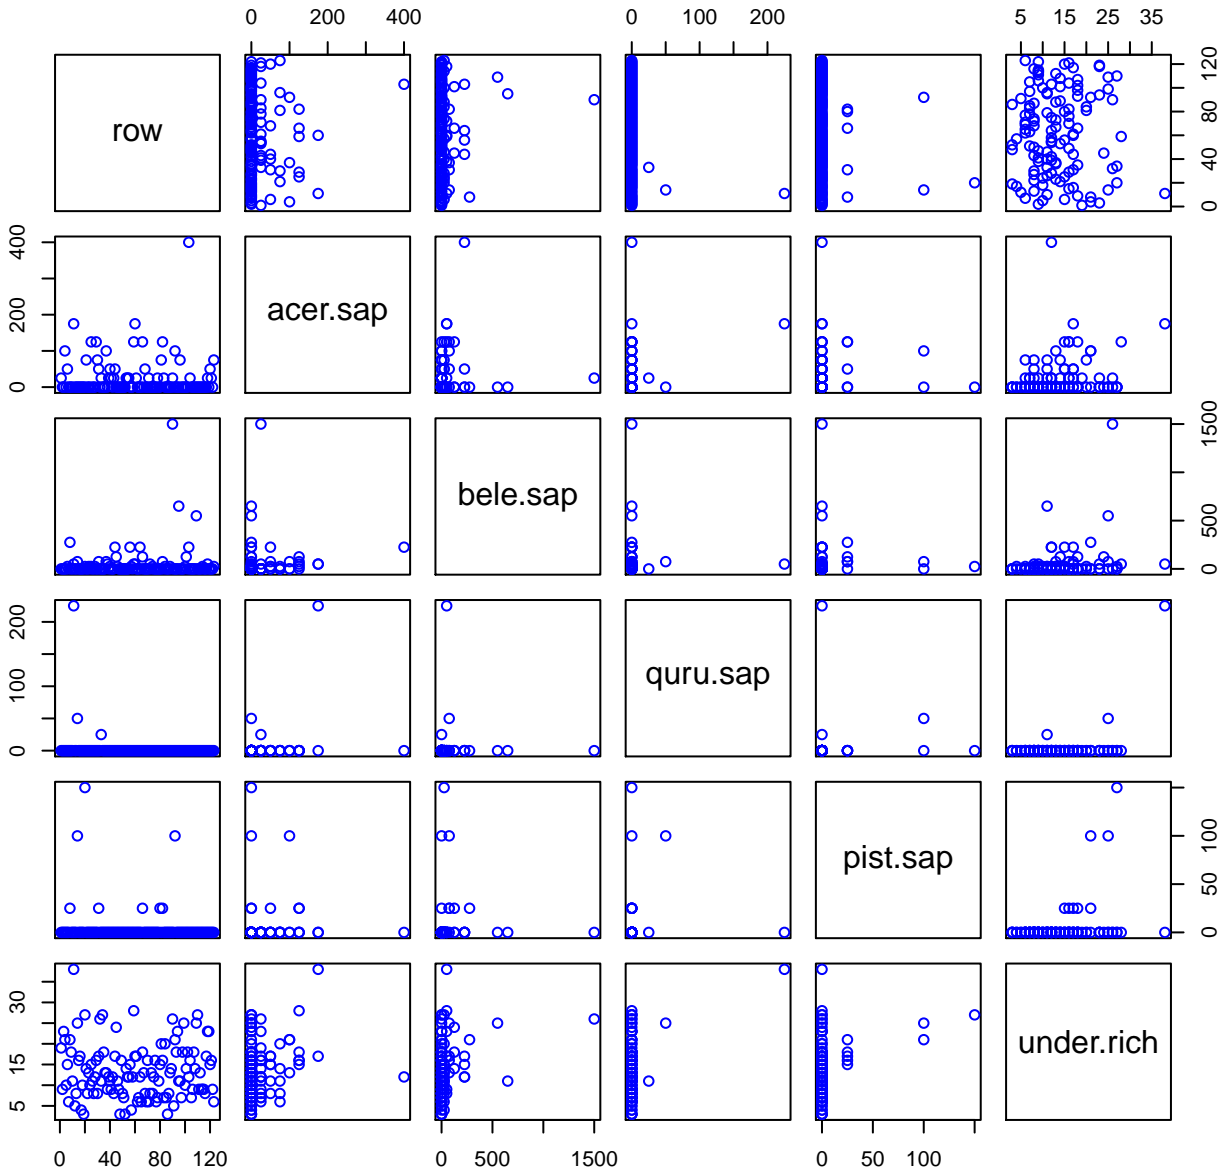 0 200 400 0 100 200 5 15 25 35
row 0 40 80 120
0 200 400 acer.sap
bele.sap 0 500 1500
0 100 200 quru.sap
pist.sap 0 50 100
5 15 30 under.rich
0 40 80 120 0 500 1500 0 100